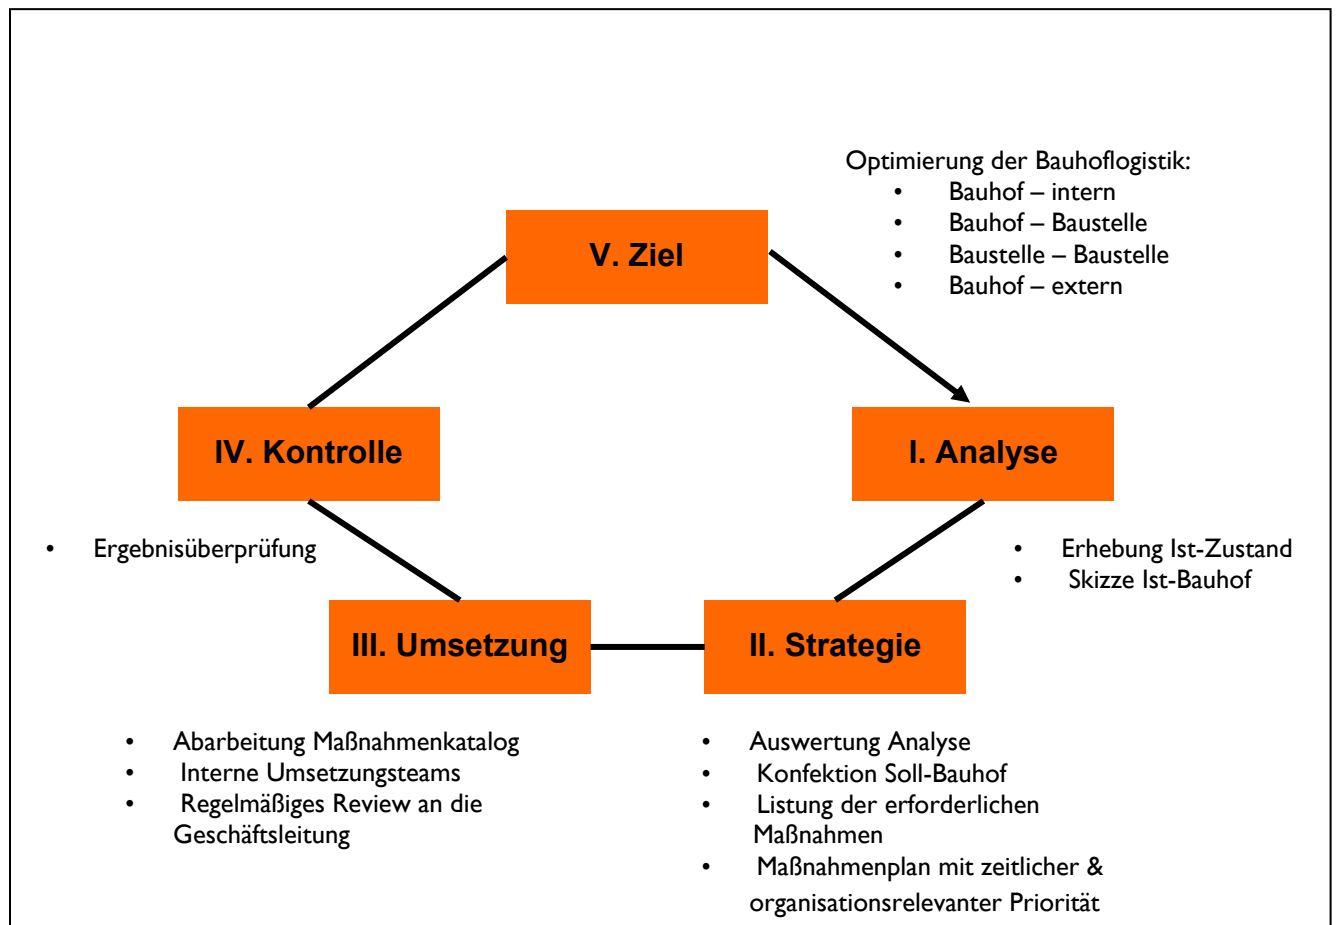 Optimierung der Bauhoflogistik:
• Bauhof – intern
• Bauhof – Baustelle
• Baustelle – Baustelle
• Bauhof – extern
V. Ziel
IV. Kontrolle
I. Analyse
• Ergebnisüberprüfung
• Erhebung Ist-Zustand
• Skizze Ist-Bauhof
III. Umsetzung
II. Strategie
• Abarbeitung Maßnahmenkatalog
• Interne Umsetzungsteams
• Regelmäßiges Review an die
Geschäftsleitung
• Auswertung Analyse
• Konfektion Soll-Bauhof
• Listung der erforderlichen
Maßnahmen
• Maßnahmenplan mit zeitlicher &
organisationsrelevanter Priorität